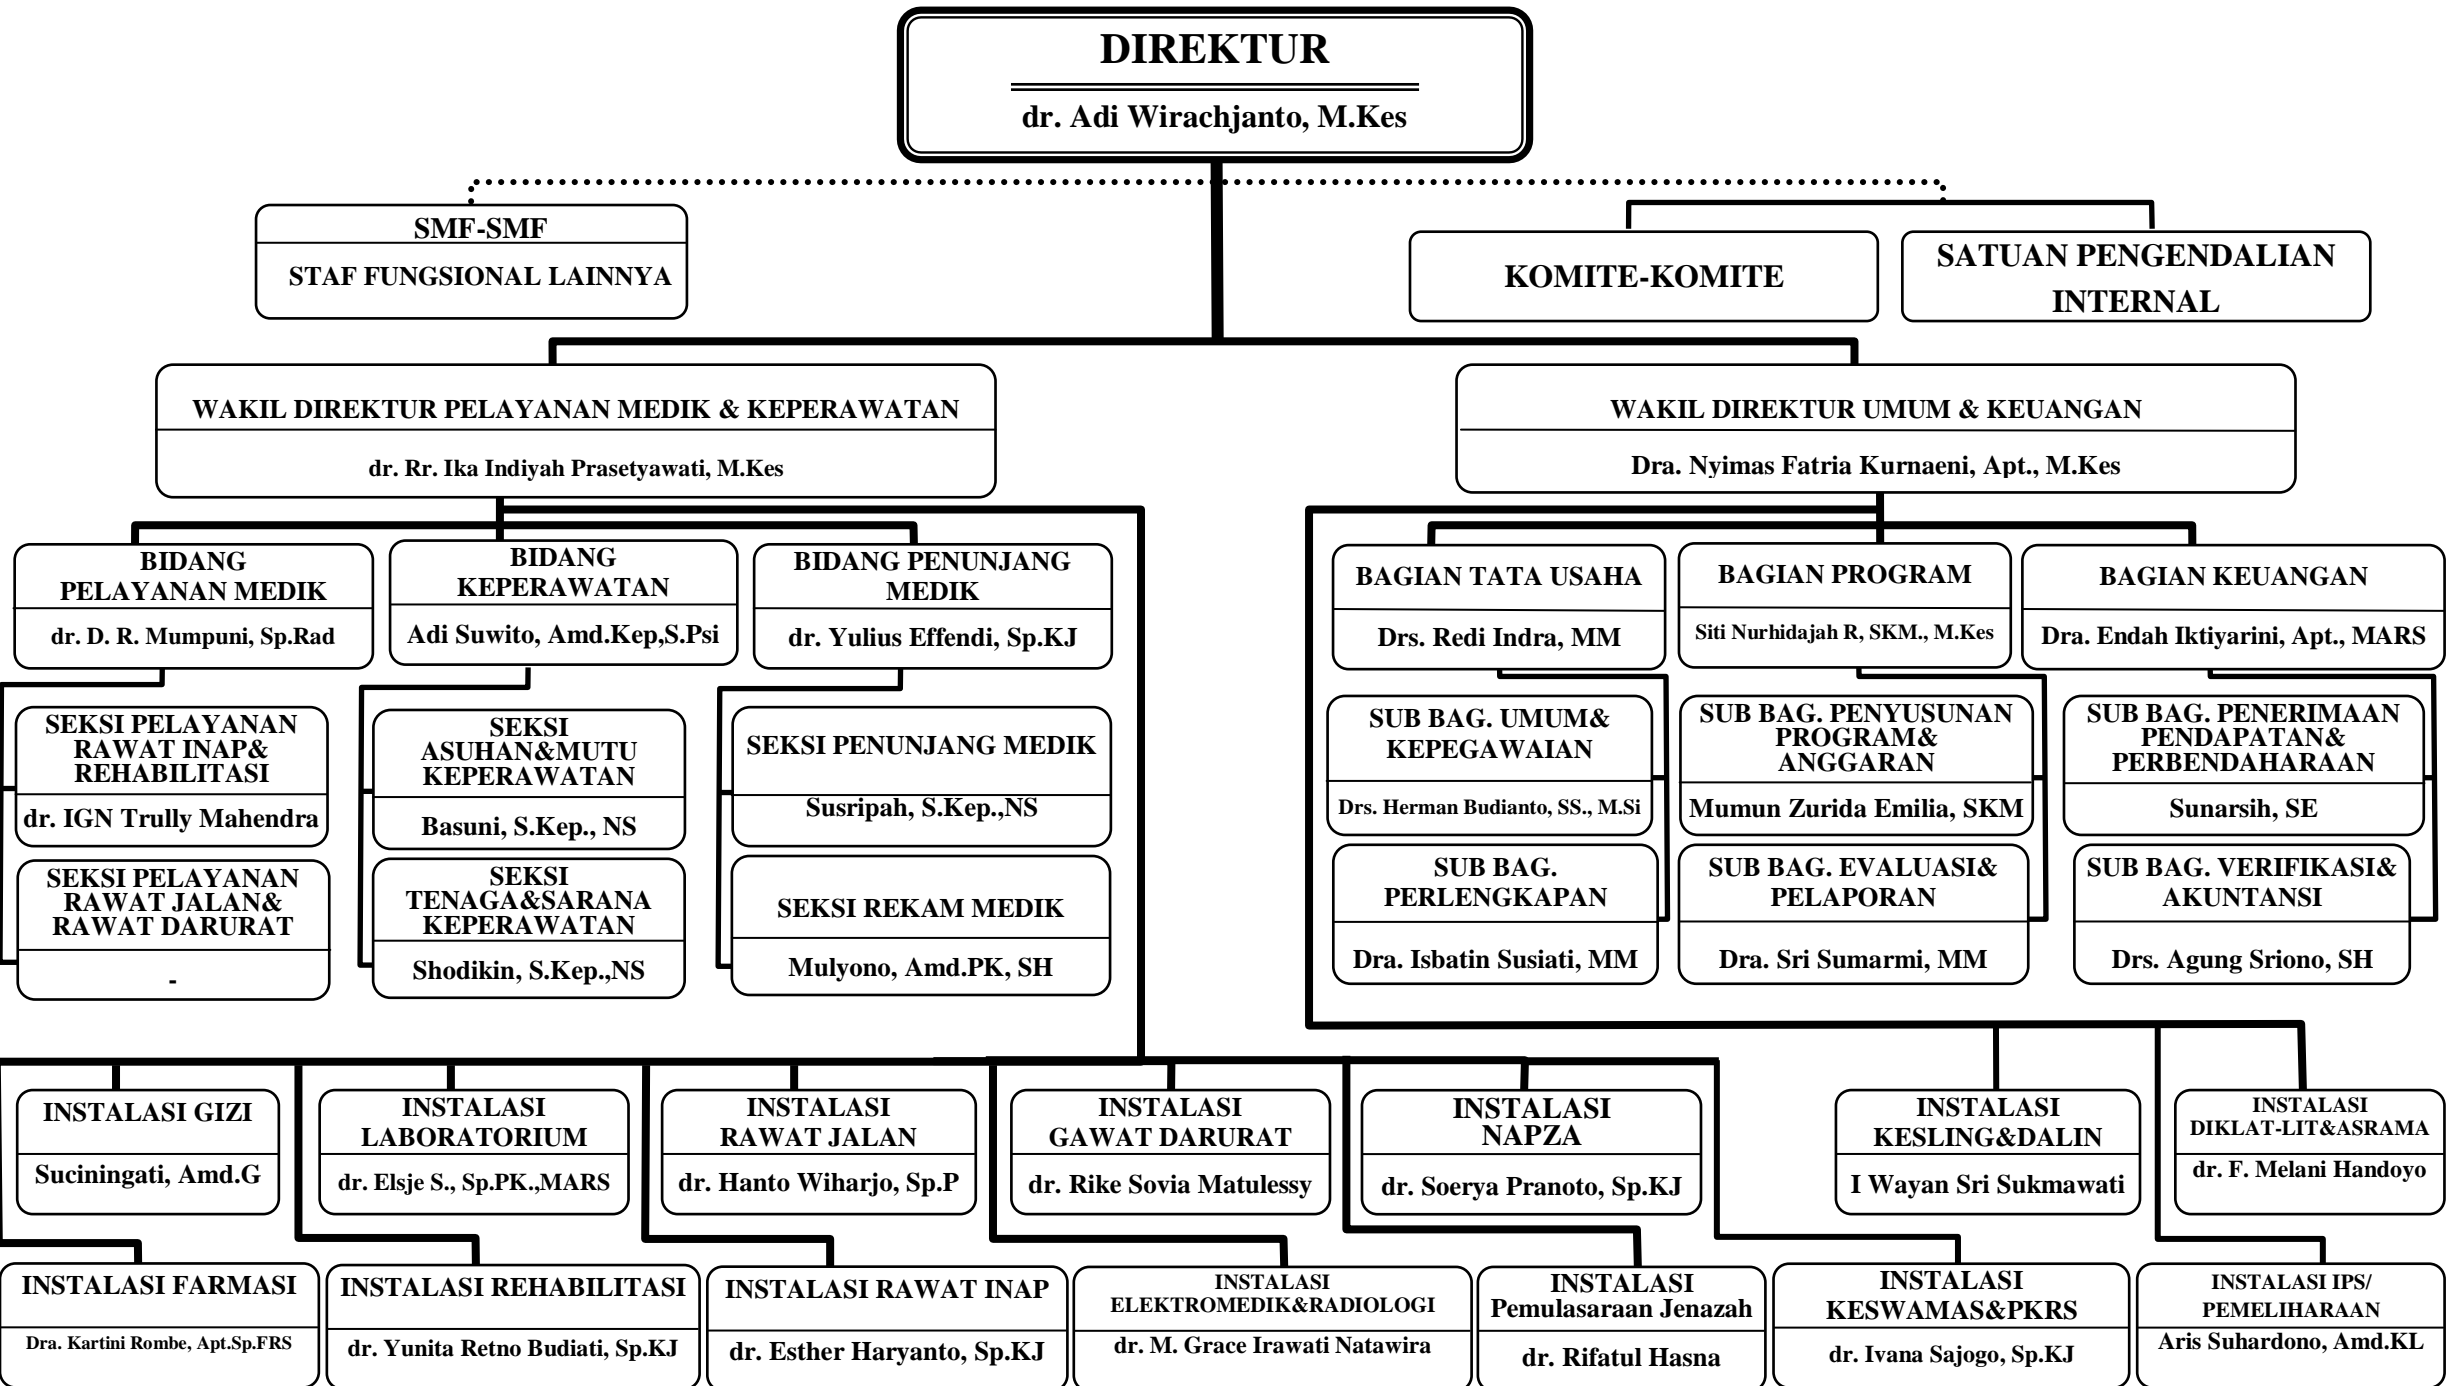 DIREKTUR
dr. Adi Wirachjanto, M.Kes
SMF-SMF
STAF FUNGSIONAL LAINNYA
KOMITE-KOMITE
SATUAN PENGENDALIAN
INTERNAL
WAKIL DIREKTUR PELAYANAN MEDIK & KEPERAWATAN
dr. Rr. Ika Indiyah Prasetyawati, M.Kes
WAKIL DIREKTUR UMUM & KEUANGAN
Dra. Nyimas Fatria Kurnaeni, Apt., M.Kes
BIDANG
PELAYANAN MEDIK
dr. D. R. Mumpuni, Sp.Rad
BIDANG
KEPERAWATAN
Adi Suwito, Amd.Kep,S.Psi
BIDANG PENUNJANG
MEDIK
dr. Yulius Effendi, Sp.KJ
BAGIAN TATA USAHA
Drs. Redi Indra, MM
BAGIAN PROGRAM
Siti Nurhidajah R, SKM., M.Kes
BAGIAN KEUANGAN
Dra. Endah Iktiyarini, Apt., MARS
SEKSI PELAYANAN
RAWAT INAP&
REHABILITASI
dr. IGN Trully Mahendra
SEKSI
ASUHAN&MUTU
KEPERAWATAN
Basuni, S.Kep., NS
SEKSI PENUNJANG MEDIK
Susripah, S.Kep.,NS
SUB BAG. UMUM&
KEPEGAWAIAN
Drs. Herman Budianto, SS., M.Si
SUB BAG. PENYUSUNAN
PROGRAM&
ANGGARAN
Mumun Zurida Emilia, SKM
SUB BAG. PENERIMAAN
PENDAPATAN&
PERBENDAHARAAN
Sunarsih, SE
SEKSI PELAYANAN
RAWAT JALAN&
RAWAT DARURAT
-
SEKSI
TENAGA&SARANA
KEPERAWATAN
Shodikin, S.Kep.,NS
SEKSI REKAM MEDIK
Mulyono, Amd.PK, SH
SUB BAG.
PERLENGKAPAN
Dra. Isbatin Susiati, MM
SUB BAG. EVALUASI&
PELAPORAN
Dra. Sri Sumarmi, MM
SUB BAG. VERIFIKASI&
AKUNTANSI
Drs. Agung Sriono, SH
INSTALASI GIZI
Suciningati, Amd.G
INSTALASI
LABORATORIUM
dr. Elsje S., Sp.PK.,MARS
INSTALASI
RAWAT JALAN
dr. Hanto Wiharjo, Sp.P
INSTALASI
GAWAT DARURAT
dr. Rike Sovia Matulessy
INSTALASI
NAPZA
dr. Soerya Pranoto, Sp.KJ
INSTALASI
KESLING&DALIN
I Wayan Sri Sukmawati
INSTALASI
DIKLAT-LIT&ASRAMA
dr. F. Melani Handoyo
INSTALASI FARMASI
Dra. Kartini Rombe, Apt.Sp.FRS
INSTALASI REHABILITASI
dr. Yunita Retno Budiati, Sp.KJ
INSTALASI RAWAT INAP
dr. Esther Haryanto, Sp.KJ
INSTALASI
ELEKTROMEDIK&RADIOLOGI
dr. M. Grace Irawati Natawira
INSTALASI
Pemulasaraan Jenazah
dr. Rifatul Hasna
INSTALASI
KESWAMAS&PKRS
dr. Ivana Sajogo, Sp.KJ
INSTALASI IPS/
PEMELIHARAAN
Aris Suhardono, Amd.KL